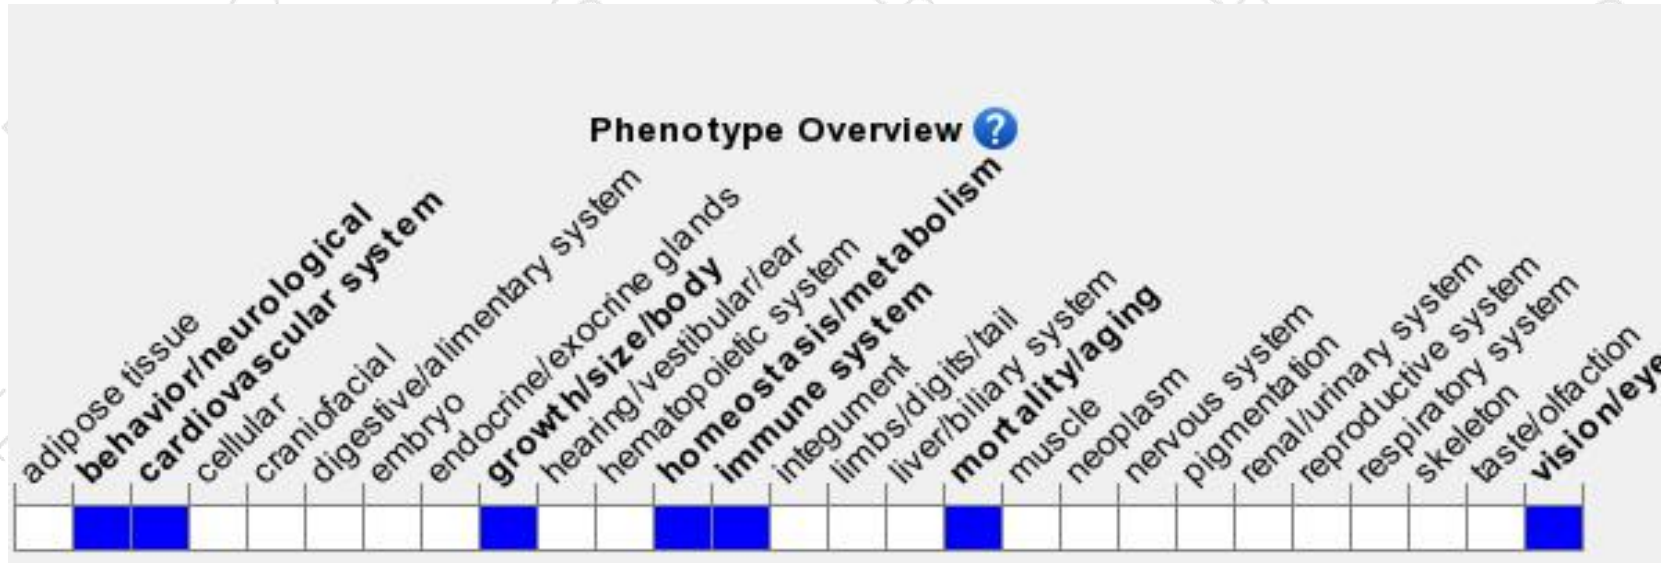 Phenotype Overview ?
adipose tissue
behavior/neurological
cardiovascular system
cellular
craniofacial
digestive/alimentary system
embryo
endocrine/exocrine glands
growth/size/body
hearing/vestibular/ear
hematopoietic system
homeostasis/metabolism
immune system
integument
limbs/digits/tail
liver/biliary system
mortality/aging
muscle
neoplasm
nervous system
pigmentation
renal/urinary system
reproductive system
respiratory system
skeleton
taste/olfaction
vision/eye